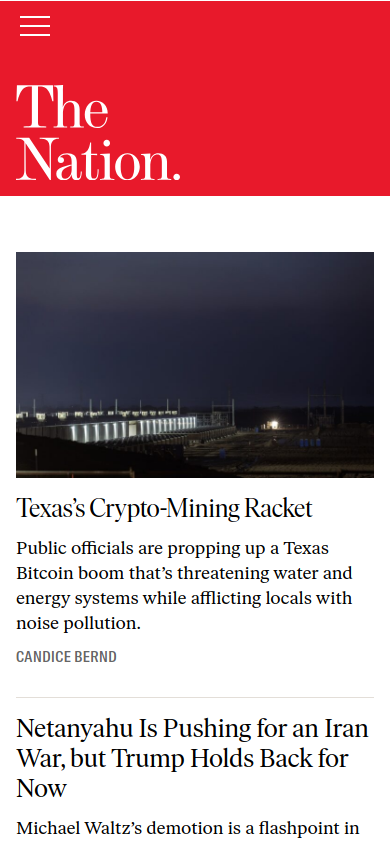 The
Nation.
Texas’s Crypto-Mining Racket
Public officials are propping up a Texas
Bitcoin boom that’s threatening water and
energy systems while afflicting locals with
noise pollution.
CANDICE BERND
Netanyahu Is Pushing for an Iran
War, but Trump Holds Back for
Now
Michael Waltz’s demotion is a flashpoint in